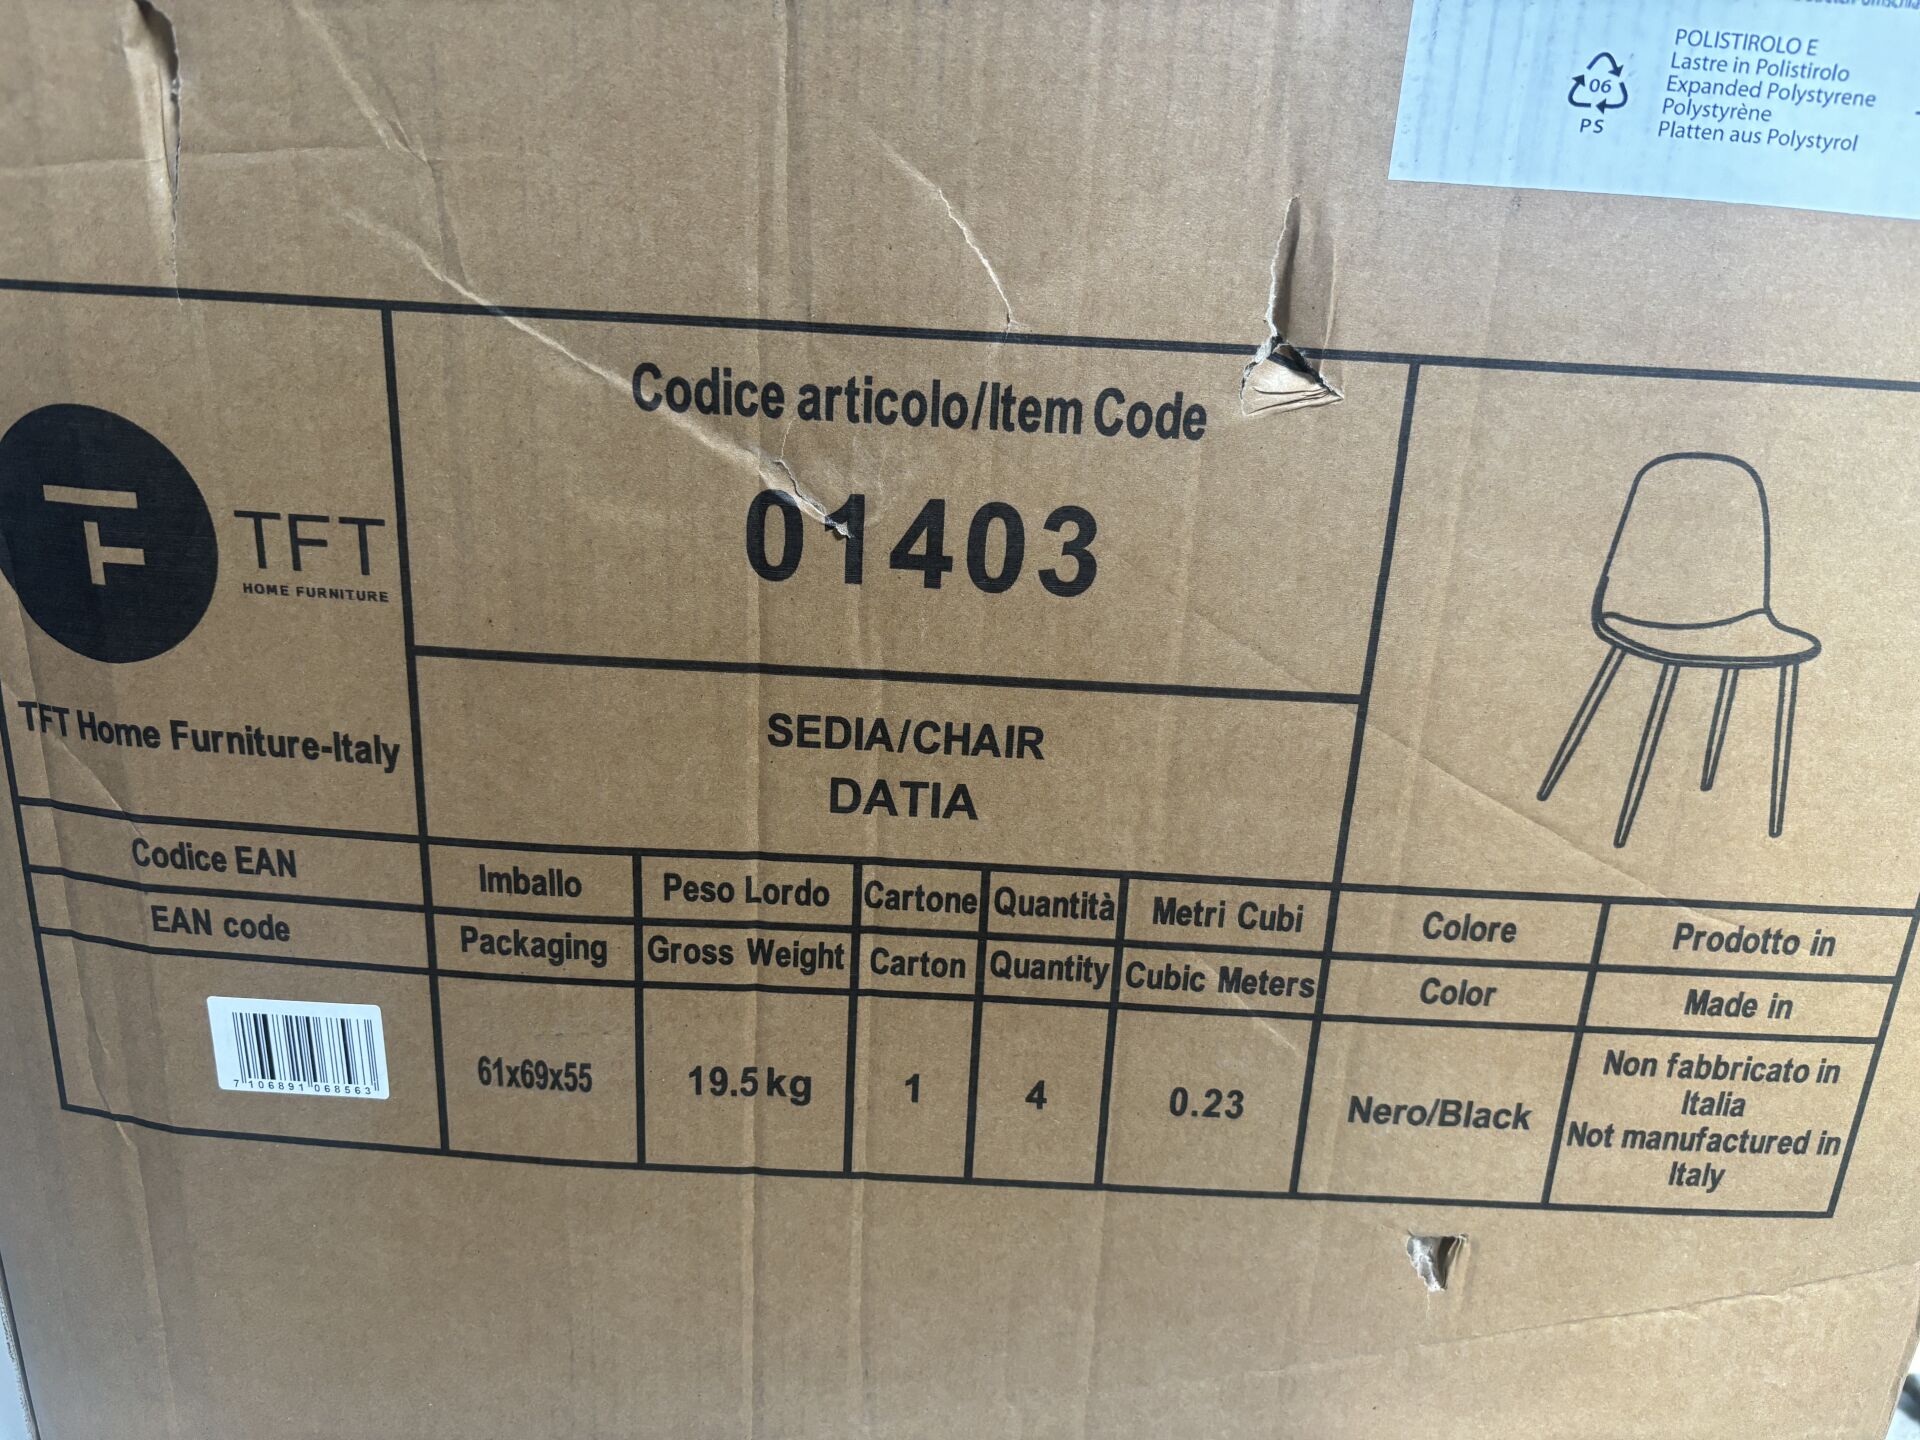 POLISTIROLO E
Lastre in Polistirolo
Expanded Polystyrene
Polystyrène
Platten aus Polystyrol
06
PS
TFT
HOME FURNITURE
TFT Home Furniture-Italy
Codice articolo/Item Code
01403
SEDIA/CHAIR
DATIA
Codice EAN Imballo Peso Lordo Cartone Quantità Metri Cubi Colore Prodotto in
EAN code Packaging Gross Weight Carton Quantity Cubic Meters Color Made in
7 106891 068563 61x69x55 19.5kg 1 4 0.23 Nero/Black
Non fabbricato in
Italia
Not manufactured in
Italy